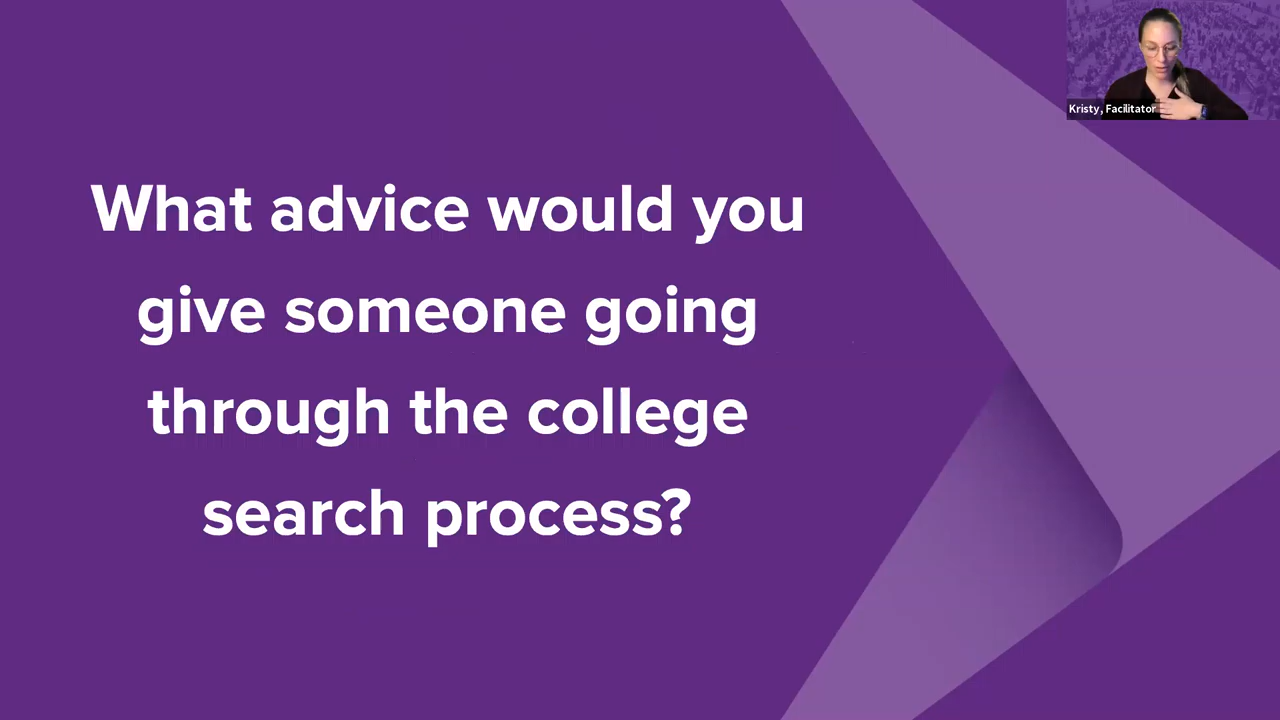 What advice would you
give someone going
through the college
search process?
Kristy, Facilitator